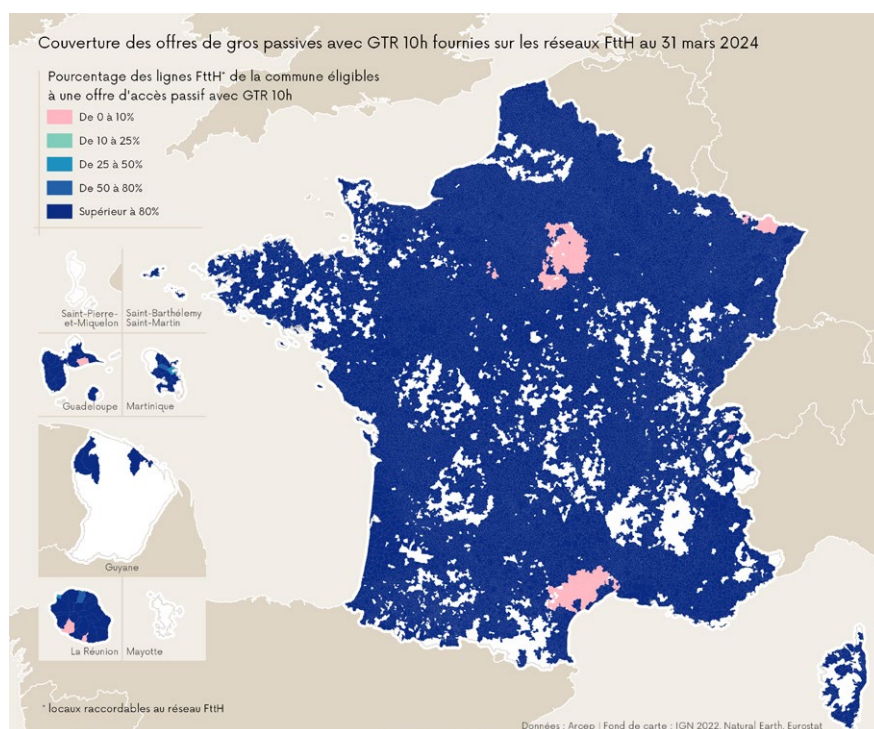 Couverture des offres de gros passives avec GTR 10h fournies sur les réseaux FttH au 31 mars 2024
Pourcentage des lignes FttH* de la commune éligibles
à une offre d'accès passif avec GTR 10h
De 0 à 10%
De 10 à 25%
De 25 à 50%
De 50 à 80%
Supérieur à 80%
Saint-Pierre-
et-Miquelon
Saint-Barthélemy
Saint-Martin
Guadeloupe
Martinique
Guyane
La Réunion
Mayotte
* locaux raccordables au réseau FttH
Données : Arcep | Fond de carte : IGN 2022, Natural Earth, Eurostat